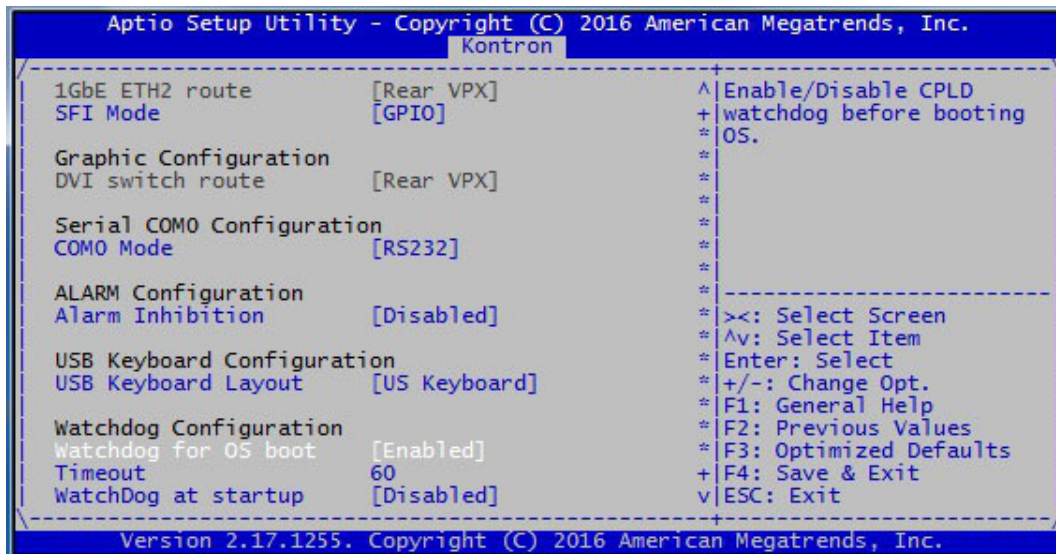 Aptio Setup Utility - Copyright (C) 2016 American Megatrends, Inc.
Kontron
1GbE ETH2 route [Rear VPX] ^|Enable/Disable CPLD
SFI Mode [GPIO] +|watchdog before booting
*|OS.
Graphic Configuration *|
DVI switch route [Rear VPX] *|
*|
Serial COM0 Configuration *|
COM0 Mode [RS232] *|
*|
ALARM Configuration *|
Alarm Inhibition [Disabled] *|><: Select Screen
*|^v: Select Item
USB Keyboard Configuration *|Enter: Select
USB Keyboard Layout [US Keyboard] *|+/-: Change Opt.
*|F1: General Help
Watchdog Configuration *|F2: Previous Values
Watchdog for OS boot [Enabled] *|F3: Optimized Defaults
Timeout 60 +|F4: Save & Exit
WatchDog at startup [Disabled] v|ESC: Exit
Version 2.17.1255. Copyright (C) 2016 American Megatrends, Inc.